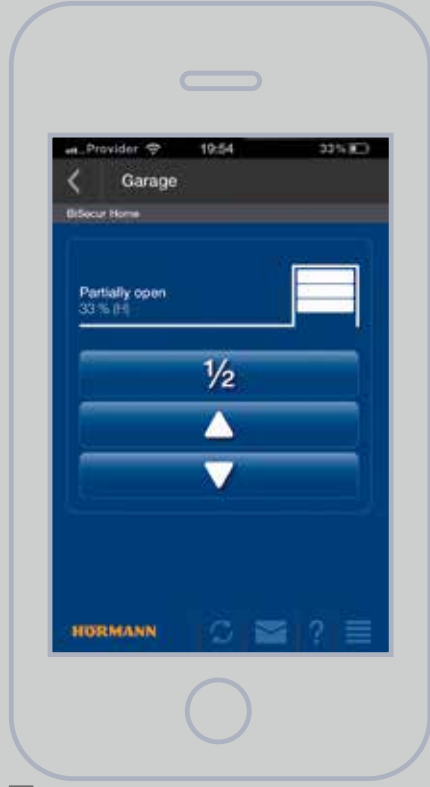 Provider 19:54 33%
Garage
BiSecur Home
Partially open
33 % (H)
½
HÖRMANN
?